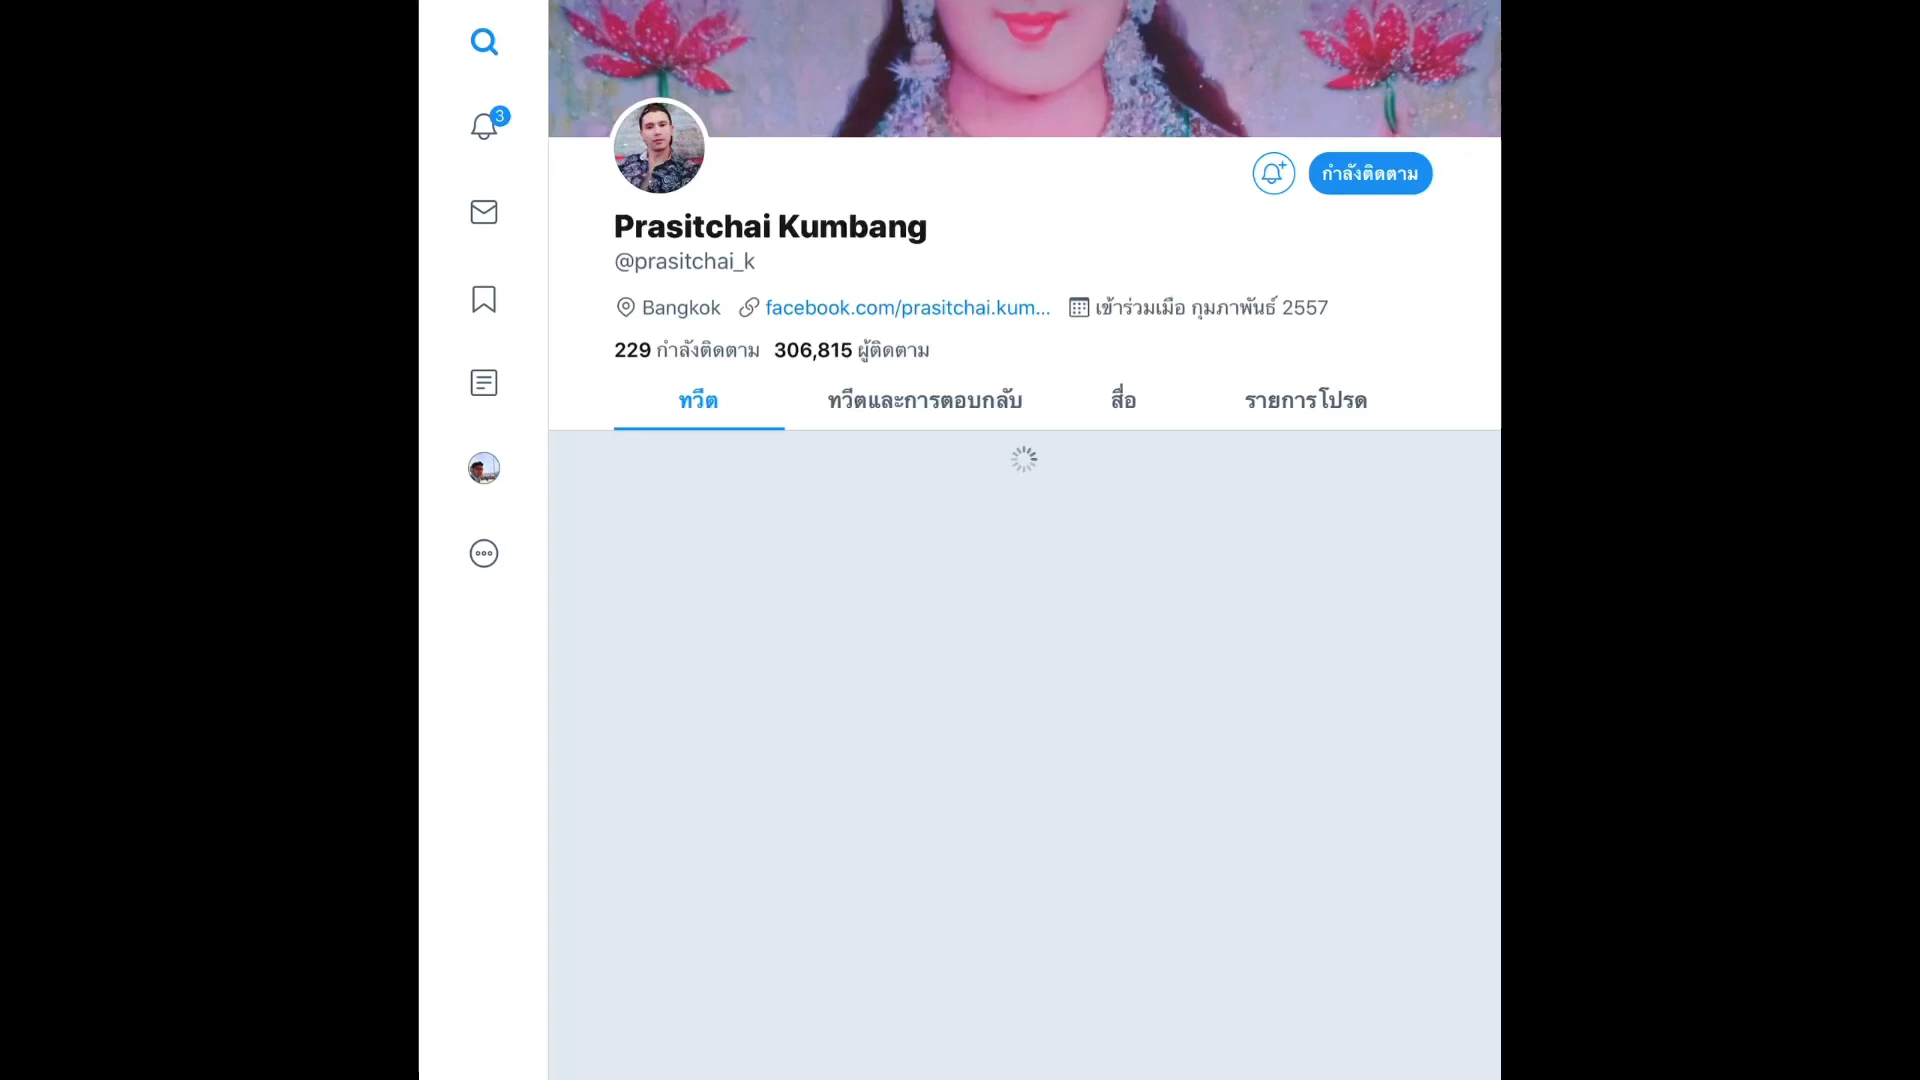 3
กำลังติดตาม
Prasitchai Kumbang
@prasitchai_k
Bangkok facebook.com/prasitchai.kum... เข้าร่วมเมื่อ กุมภาพันธ์ 2557
229 กำลังติดตาม 306,815 ผู้ติดตาม
ทวีต ทวีตและการตอบกลับ สื่อ รายการโปรด